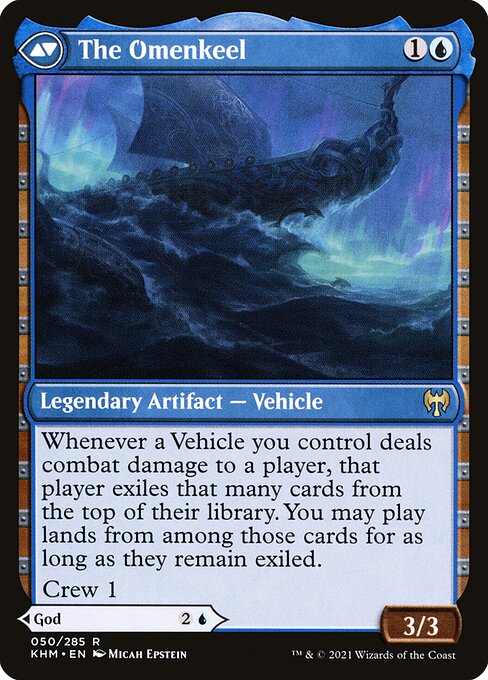 The Omenkeel 1
Legendary Artifact — Vehicle
Whenever a Vehicle you control deals
combat damage to a player, that
player exiles that many cards from
the top of their library. You may play
lands from among those cards for as
long as they remain exiled.
Crew 1
God 2
3/3
050/285 R
KHM • EN Micah Epstein
™ & © 2021 Wizards of the Coast